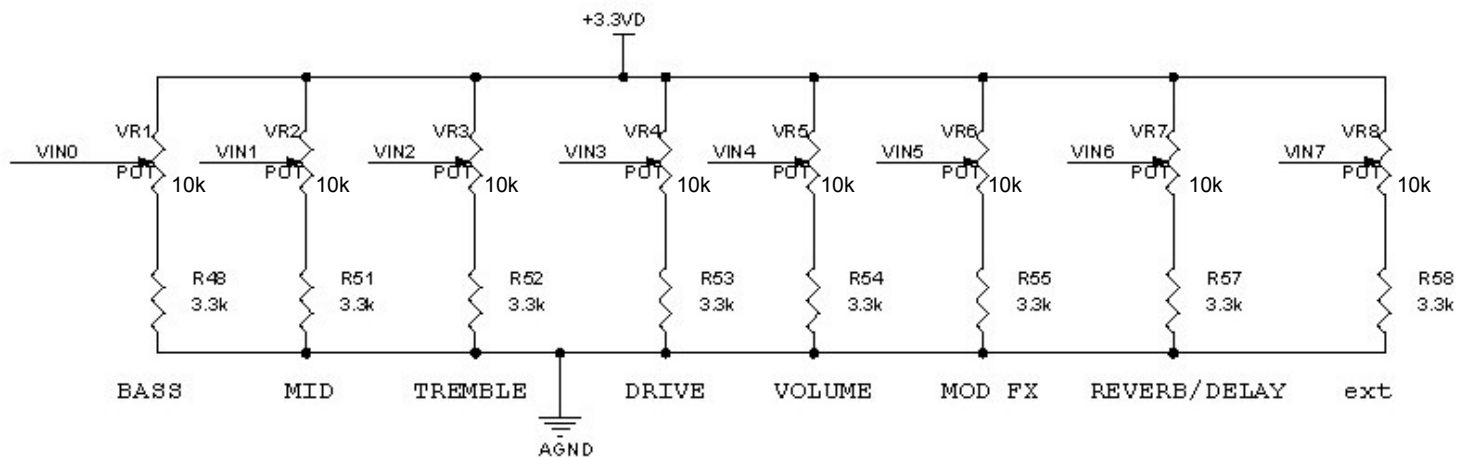 +3.3VD
VR1 VR2 VR3 VR4 VR5 VR6 VR7 VR8
VIN0 VIN1 VIN2 VIN3 VIN4 VIN5 VIN6 VIN7
POT POT POT POT POT POT POT POT
10k 10k 10k 10k 10k 10k 10k 10k
R48 R51 R52 R53 R54 R55 R57 R58
3.3k 3.3k 3.3k 3.3k 3.3k 3.3k 3.3k 3.3k
BASS MID TREMBLE DRIVE VOLUME MOD FX REVERB/DELAY ext
AGND